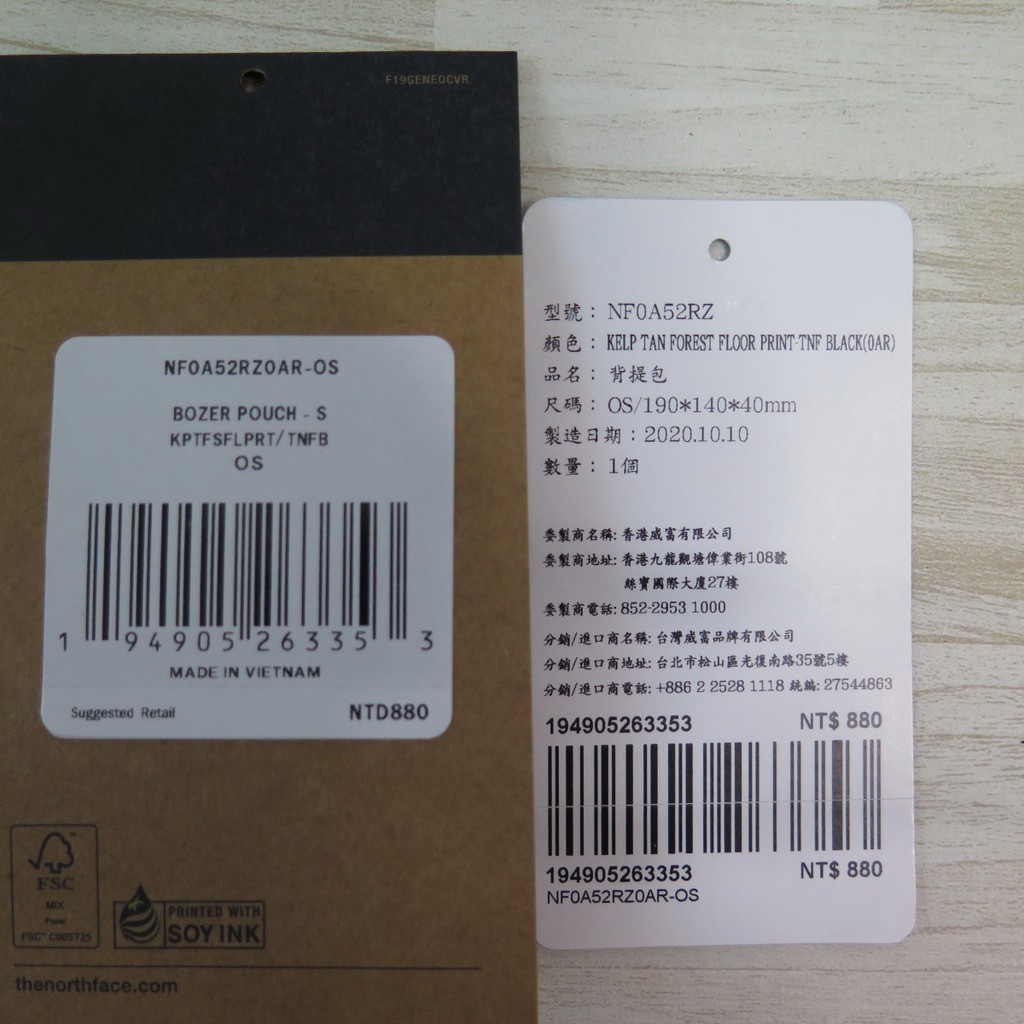 F19GENEOCVR
NF0A52RZ0AR-OS
BOZER POUCH - S
KPTFSFLPRT/TNFB
OS
1 94905 26335 3
MADE IN VIETNAM
Suggested Retail NTD880
FSC
MIX
Paper
FSC® C005725
PRINTED WITH
SOY INK
thenorthface.com
型號： NF0A52RZ
顏色： KELP TAN FOREST FLOOR PRINT-TNF BLACK(0AR)
品名： 背提包
尺碼： OS/190*140*40mm
製造日期：2020.10.10
數量： 1個
委製商名稱: 香港威富有限公司
委製商地址: 香港九龍觀塘偉業街108號
絲寶國際大廈27樓
委製商電話: 852-2953 1000
分銷/進口商名稱: 台灣威富品牌有限公司
分銷/進口商地址: 台北市松山區光復南路35號5樓
分銷/進口商電話: +886 2 2528 1118 統編: 27544863
194905263353 NT$ 880
194905263353 NT$ 880
NF0A52RZ0AR-OS